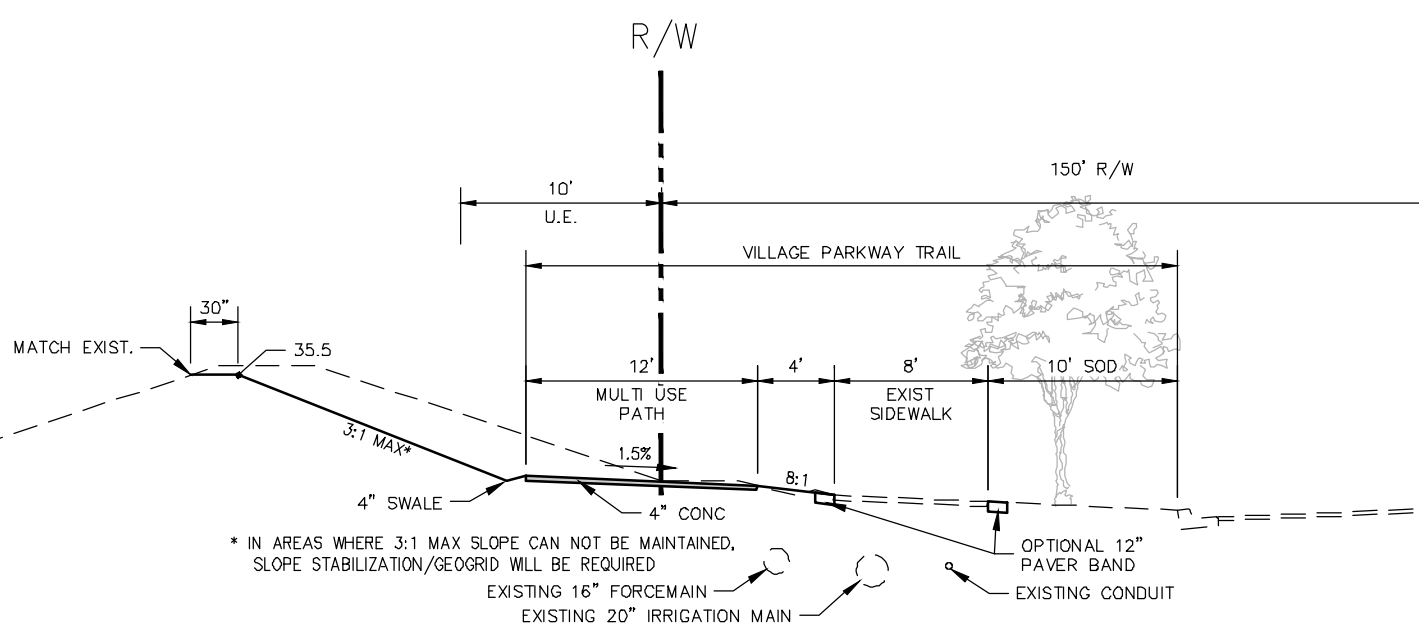 R/W
150' R/W
10'
U.E.
VILLAGE PARKWAY TRAIL
30"
MATCH EXIST.
35.5
12'
MULTI USE
PATH
4'
8'
EXIST
SIDEWALK
10' SOD
3:1 MAX*
1.5%
8:1
4" SWALE
4" CONC
* IN AREAS WHERE 3:1 MAX SLOPE CAN NOT BE MAINTAINED,
SLOPE STABILIZATION/GEOGRID WILL BE REQUIRED
OPTIONAL 12"
PAVER BAND
EXISTING 16" FORCEMAIN
EXISTING CONDUIT
EXISTING 20" IRRIGATION MAIN